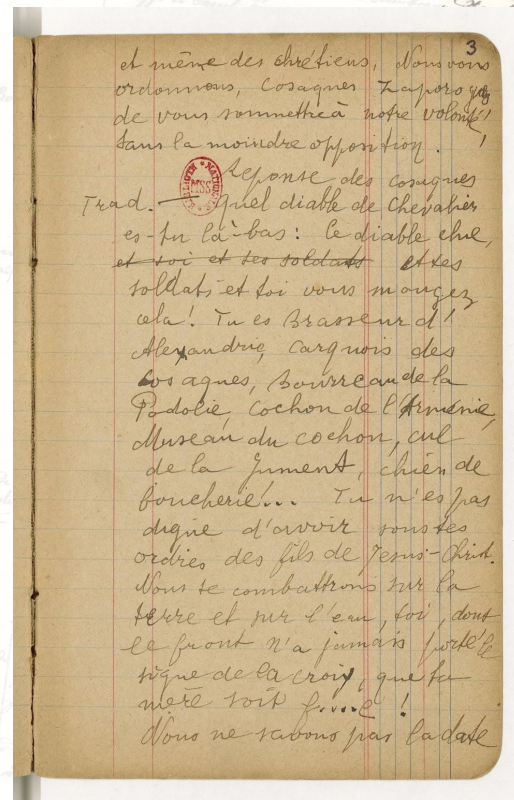 3
et même des chrétiens. Nous vous
ordonnons, cosaques Zaporogues
de vous soummettre à notre volonté,
sans la moindre opposition.
Réponse des cosaques
Trad. — Quel diable de Chevalier
es-tu là-bas: le diable chie,
et toi et tes soldats et tes
soldats et toi vous mangez
cela! Tu es Brasseur d'
Alexandrie, Carquois des
Cosaques, Bourreau de la
Podolie, Cochon de l'Arménie,
Museau du cochon, cul
de la jument, chien de
boucherie!... Tu n'es pas
digne d'avoir sous tes
ordres des fils de Jesus-Christ.
Nous te combattrons sur la
terre et sur l'eau, toi, dont
le front n'a jamais porté le
signe de la croix, que ta
mère soit f....e!
Nous ne savons pas la date